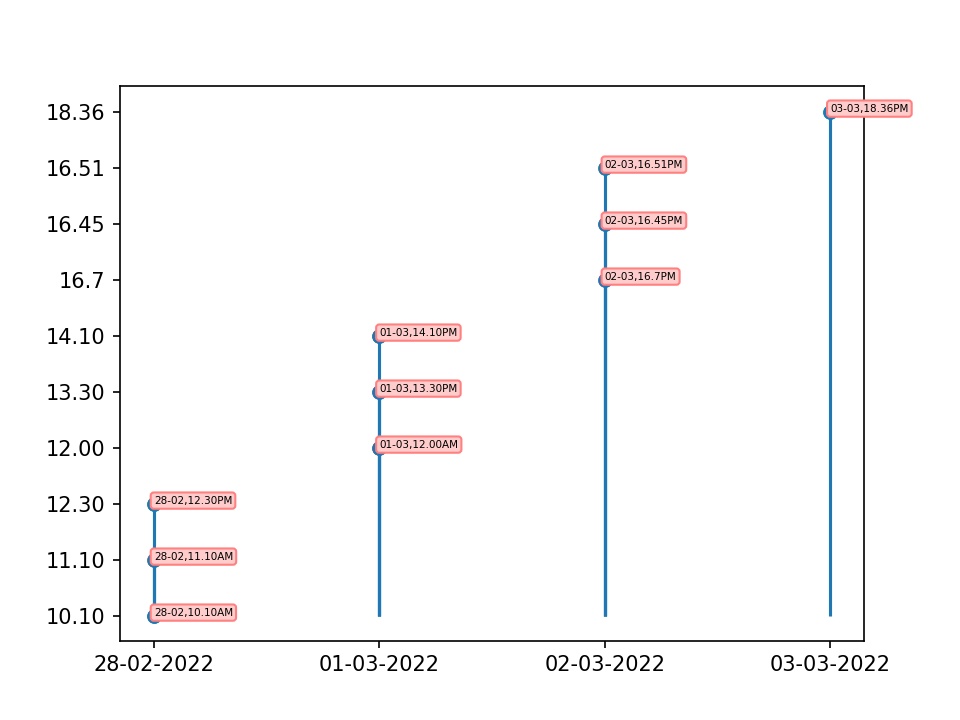 18.36
03-03,18.36PM
16.51
02-03,16.51PM
16.45
02-03,16.45PM
16.7
02-03,16.7PM
14.10
01-03,14.10PM
13.30
01-03,13.30PM
12.00
01-03,12.00AM
12.30
28-02,12.30PM
11.10
28-02,11.10AM
10.10
28-02,10.10AM
28-02-2022
01-03-2022
02-03-2022
03-03-2022